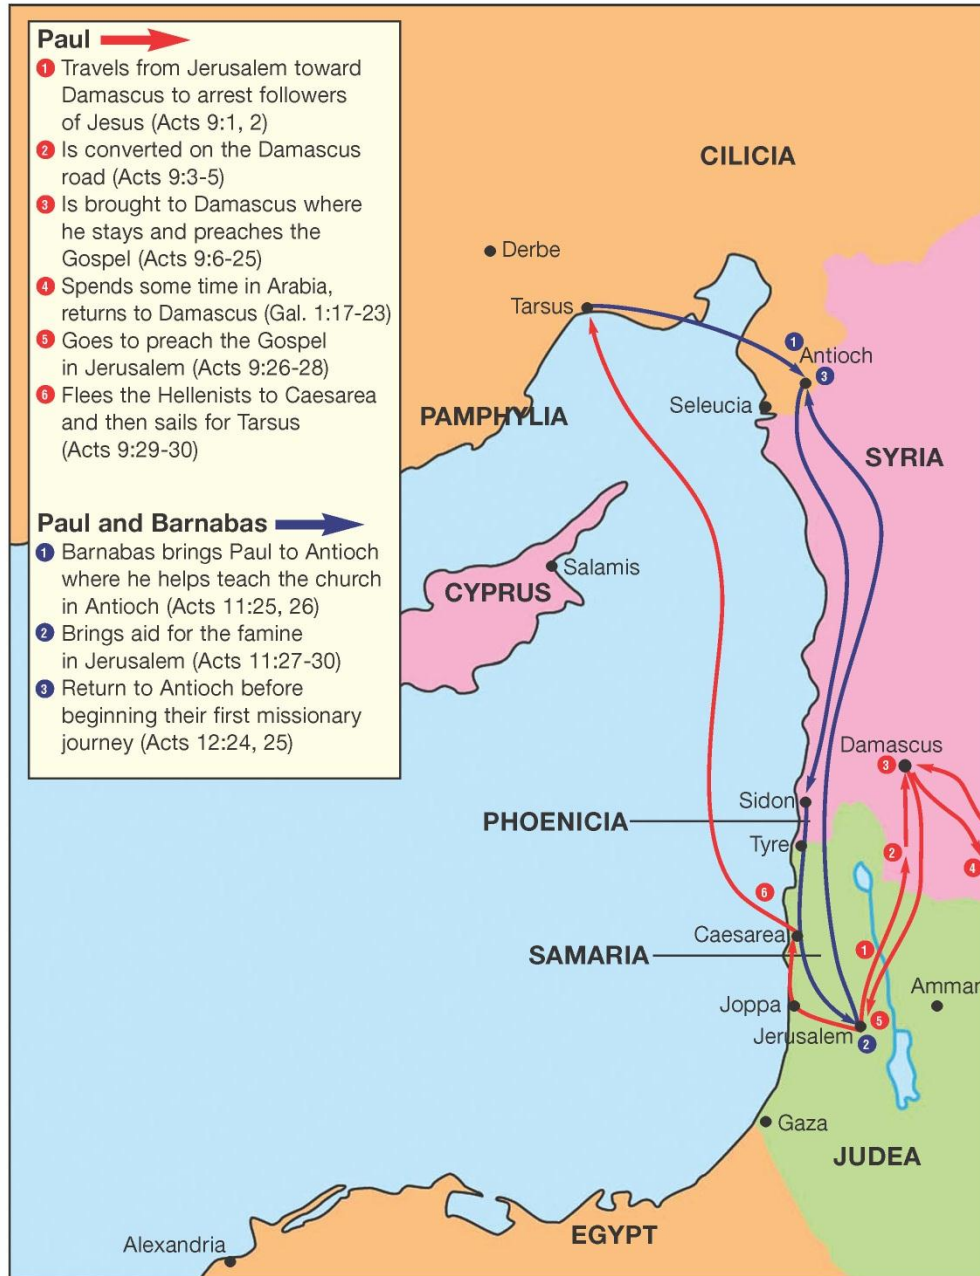 Paul
1 Travels from Jerusalem toward
Damascus to arrest followers
of Jesus (Acts 9:1, 2)
2 Is converted on the Damascus
road (Acts 9:3-5)
3 Is brought to Damascus where
he stays and preaches the
Gospel (Acts 9:6-25)
4 Spends some time in Arabia,
returns to Damascus (Gal. 1:17-23)
5 Goes to preach the Gospel
in Jerusalem (Acts 9:26-28)
6 Flees the Hellenists to Caesarea
and then sails for Tarsus
(Acts 9:29-30)
Paul and Barnabas
1 Barnabas brings Paul to Antioch
where he helps teach the church
in Antioch (Acts 11:25, 26)
2 Brings aid for the famine
in Jerusalem (Acts 11:27-30)
3 Return to Antioch before
beginning their first missionary
journey (Acts 12:24, 25)
CILICIA
Derbe
Tarsus
1
Antioch
3
Seleucia
PAMPHYLIA
SYRIA
Salamis
CYPRUS
Damascus
3
Sidon
PHOENICIA
Tyre
2
4
6
Caesarea
1
SAMARIA
Amman
Joppa
5
Jerusalem
2
Gaza
JUDEA
EGYPT
Alexandria